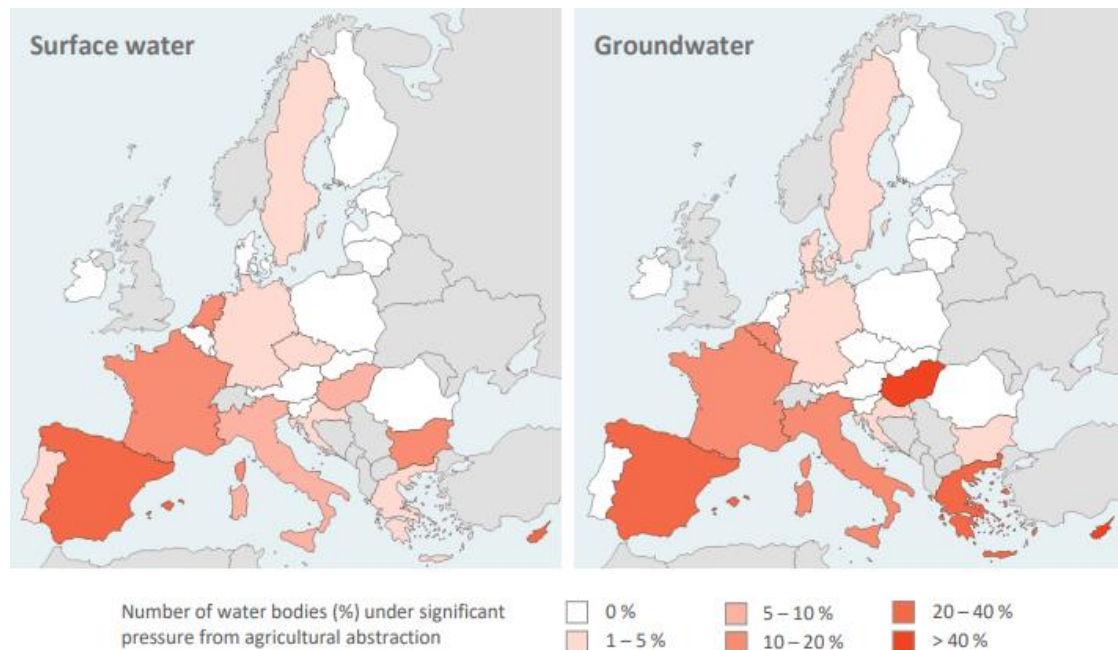 Surface water
Groundwater
Number of water bodies (%) under significant
pressure from agricultural abstraction
0 %
1 – 5 %
5 – 10 %
10 – 20 %
20 – 40 %
> 40 %